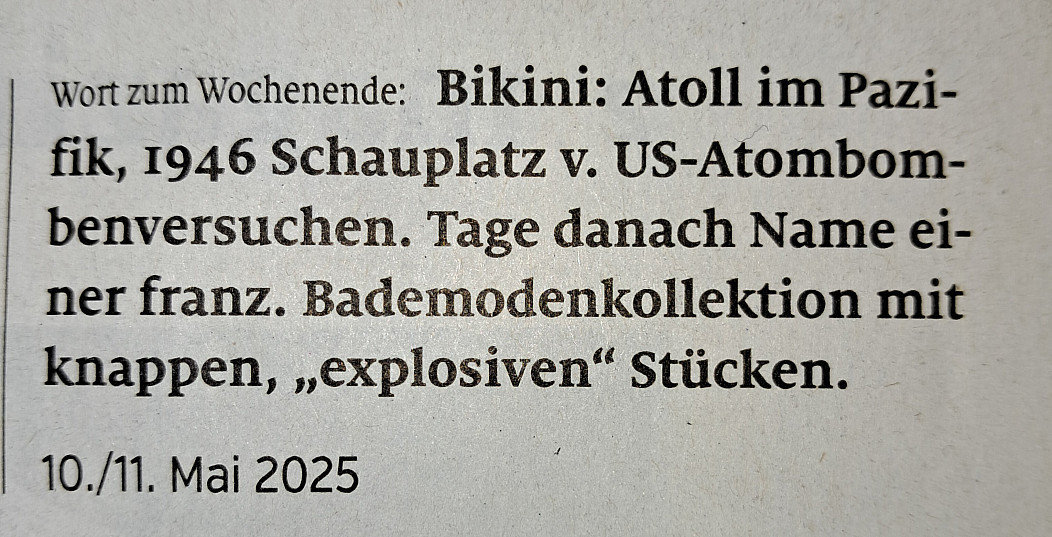 Wort zum Wochenende: Bikini: Atoll im Pazi-
fik, 1946 Schauplatz v. US-Atombom-
benversuchen. Tage danach Name ei-
ner franz. Bademodenkollektion mit
knappen, „explosiven“ Stücken.
10./11. Mai 2025